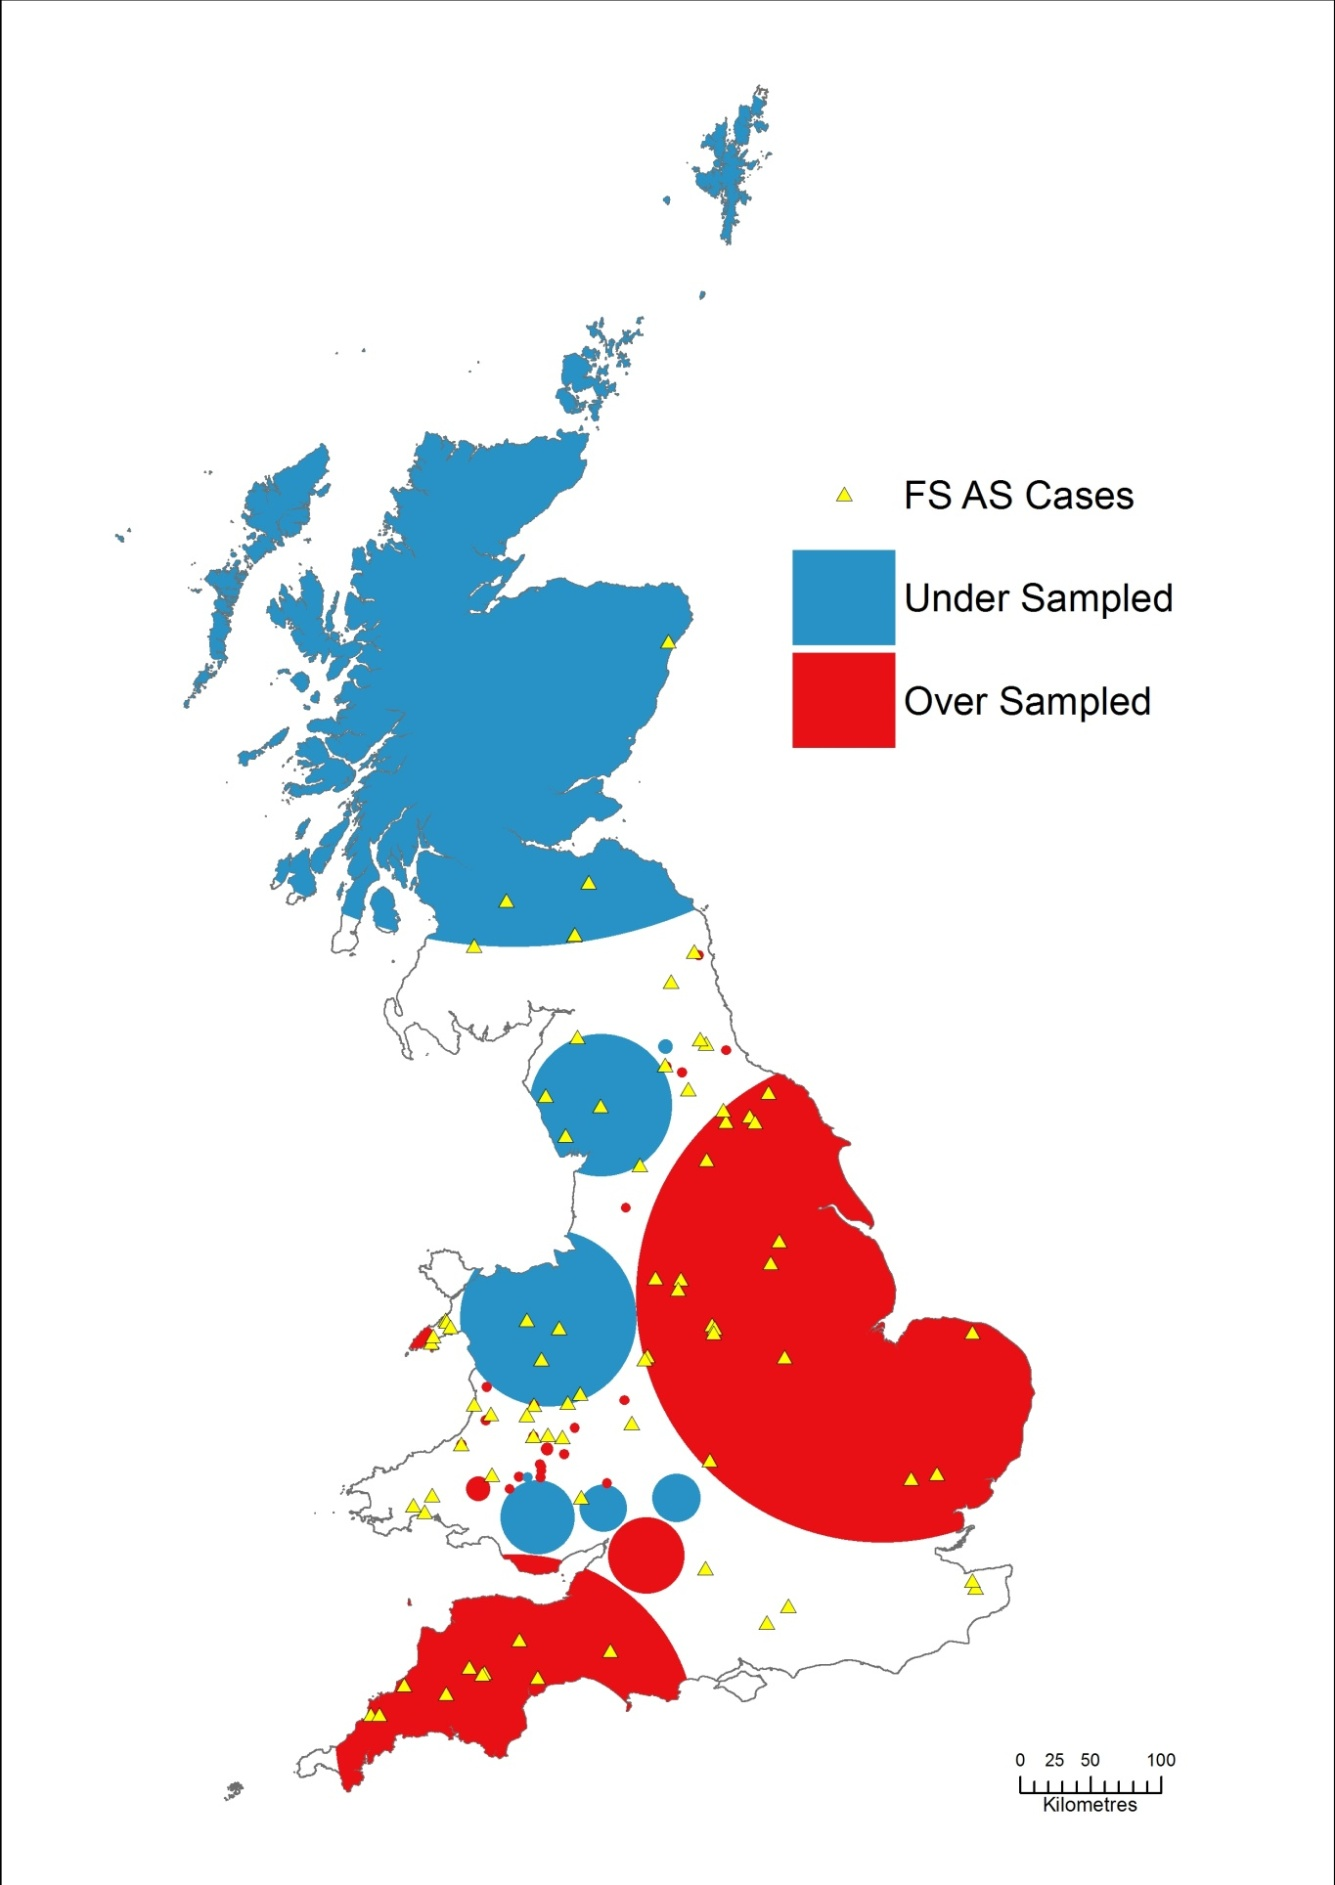 FS AS Cases
Under Sampled
Over Sampled
0 25 50 100
Kilometres